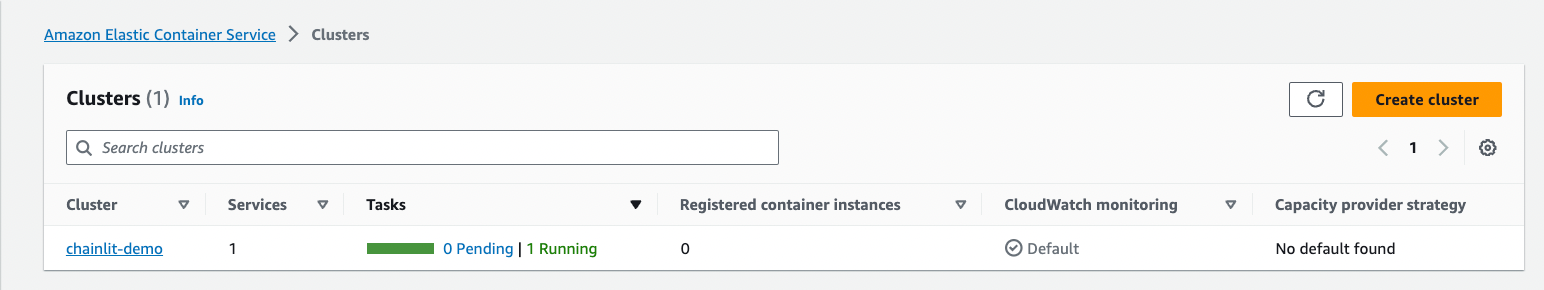 Amazon Elastic Container Service > Clusters
Clusters (1) Info
Create cluster
Search clusters
1
Cluster Services Tasks Registered container instances CloudWatch monitoring Capacity provider strategy
chainlit-demo 1 0 Pending | 1 Running 0 Default No default found